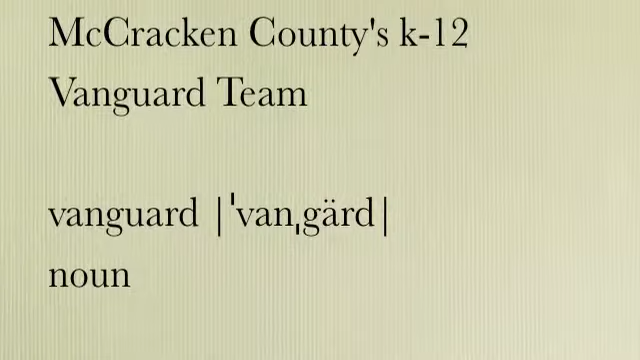 McCracken County's k-12
Vanguard Team
vanguard |ˈvanˌgärd|
noun